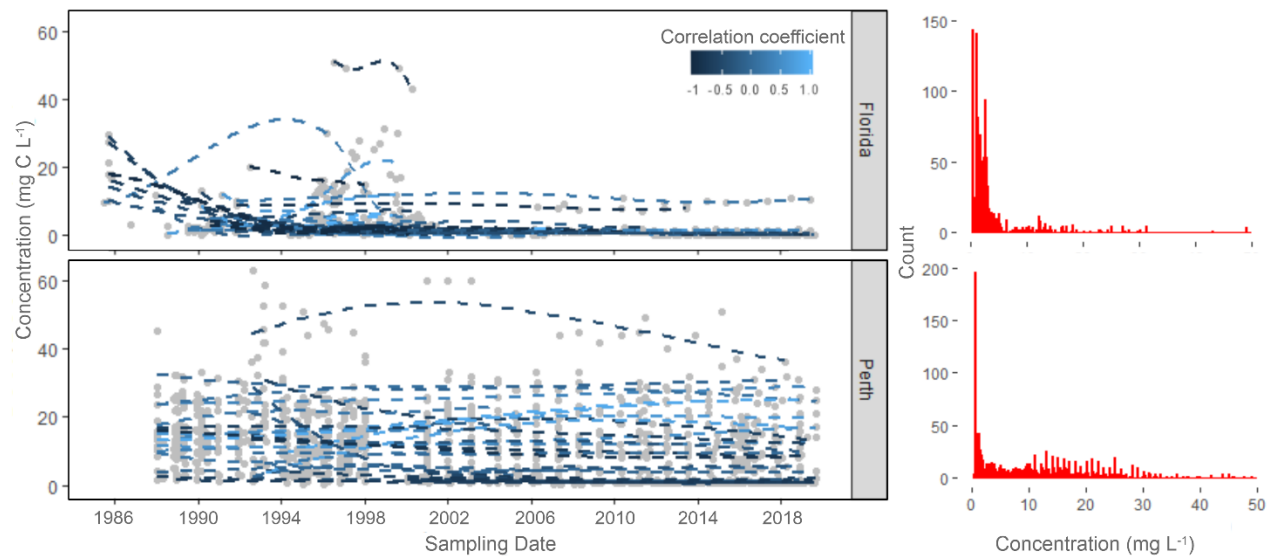 Concentration (mg C L-1)
60
40
20
0
Correlation coefficient
-1 -0.5 0.0 0.5 1.0
Florida
60
40
20
0
Perth
1986 1990 1994 1998 2002 2006 2010 2014 2018
Sampling Date
Count
150
100
50
0
200
150
100
50
0
0 10 20 30 40 50
Concentration (mg L-1)